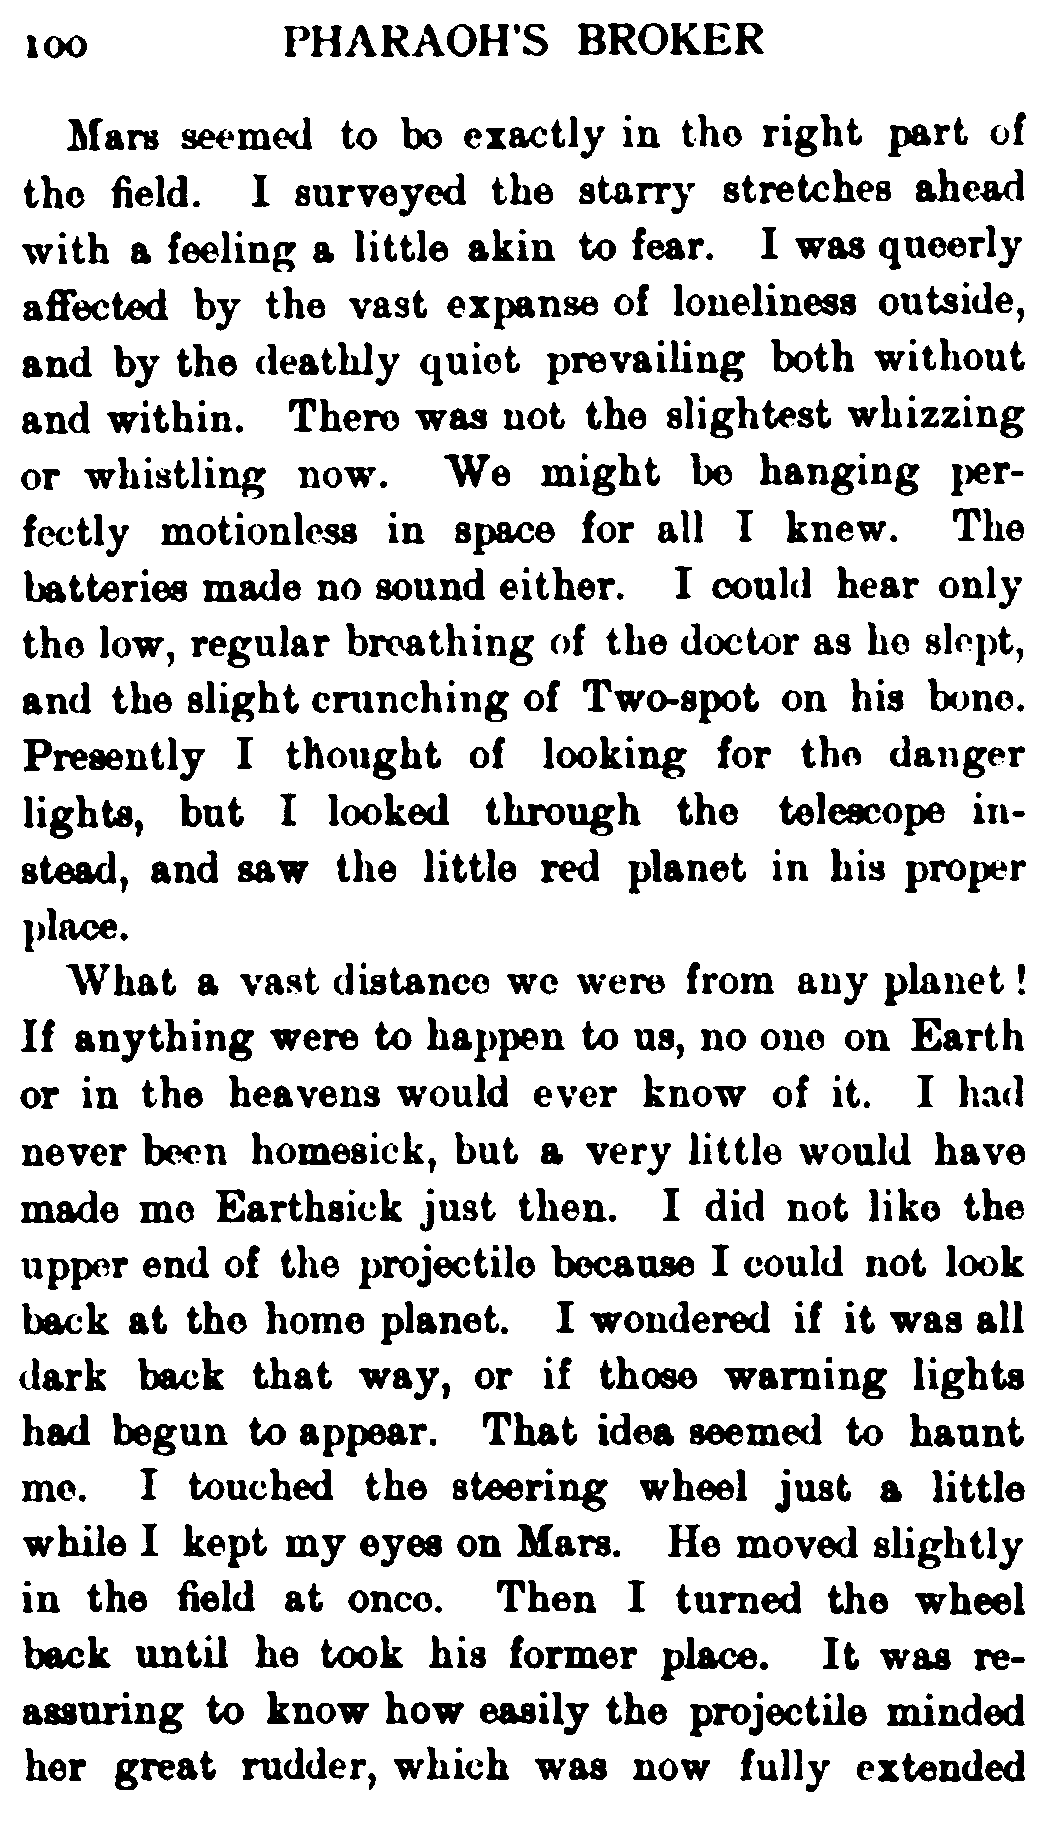 100 PHARAOH'S BROKER
Mars seemed to be exactly in the right part of
the field. I surveyed the starry stretches ahead
with a feeling a little akin to fear. I was queerly
affected by the vast expanse of loneliness outside,
and by the deathly quiet prevailing both without
and within. There was not the slightest whizzing
or whistling now. We might be hanging per-
fectly motionless in space for all I knew. The
batteries made no sound either. I could hear only
the low, regular breathing of the doctor as he slept,
and the slight crunching of Two-spot on his bone.
Presently I thought of looking for the danger
lights, but I looked through the telescope in-
stead, and saw the little red planet in his proper
place.
What a vast distance we were from any planet!
If anything were to happen to us, no one on Earth
or in the heavens would ever know of it. I had
never been homesick, but a very little would have
made me Earthsick just then. I did not like the
upper end of the projectile because I could not look
back at the home planet. I wondered if it was all
dark back that way, or if those warning lights
had begun to appear. That idea seemed to haunt
me. I touched the steering wheel just a little
while I kept my eyes on Mars. He moved slightly
in the field at once. Then I turned the wheel
back until he took his former place. It was re-
assuring to know how easily the projectile minded
her great rudder, which was now fully extended